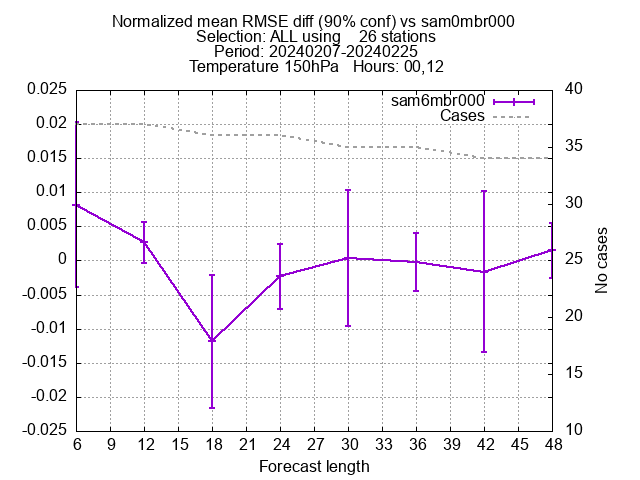 Normalized mean RMSE diff (90% conf) vs sam0mbr000
Selection: ALL using    26 stations
Period: 20240207-20240225
Temperature 150hPa   Hours: 00,12
sam6mbr000
Cases
0.025
0.02
0.015
0.01
0.005
0
-0.005
-0.01
-0.015
-0.02
-0.025
40
35
30
25
20
15
10
No cases
6 9 12 15 18 21 24 27 30 33 36 39 42 45 48
Forecast length